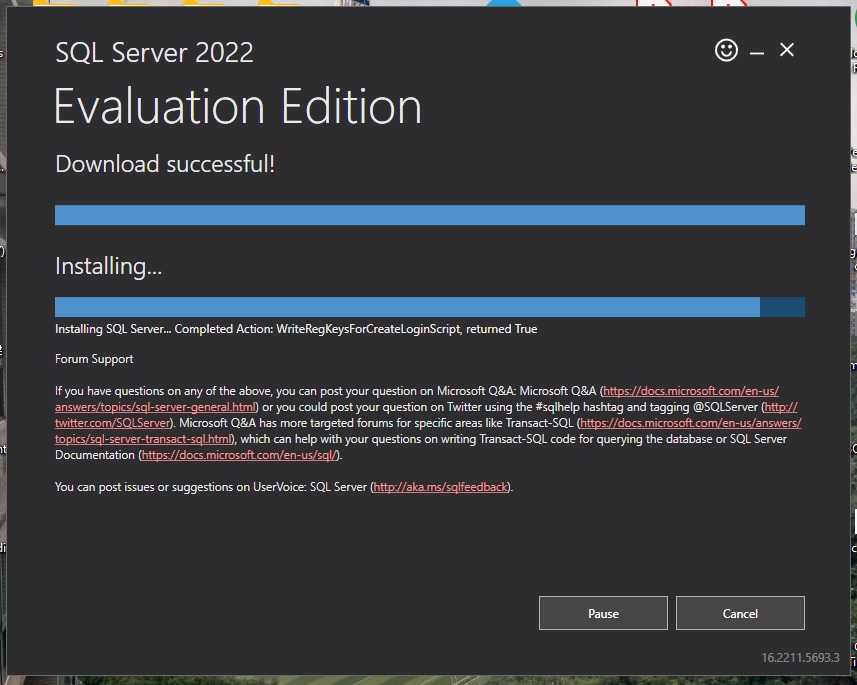 SQL Server 2022
Evaluation Edition
Download successful!
Installing...
Installing SQL Server... Completed Action: WriteRegKeysForCreateLoginScript, returned True
Forum Support
If you have questions on any of the above, you can post your question on Microsoft Q&A: Microsoft Q&A (https://docs.microsoft.com/en-us/
answers/topics/sql-server-general.html) or you could post your question on Twitter using the #sqlhelp hashtag and tagging @SQLServer (http://
twitter.com/SQLServer). Microsoft Q&A has more targeted forums for specific areas like Transact-SQL (https://docs.microsoft.com/en-us/answers/
topics/sql-server-transact-sql.html), which can help with your questions on writing Transact-SQL code for querying the database or SQL Server
Documentation (https://docs.microsoft.com/en-us/sql/).
You can post issues or suggestions on UserVoice: SQL Server (http://aka.ms/sqlfeedback).
Pause
Cancel
16.2211.5693.3